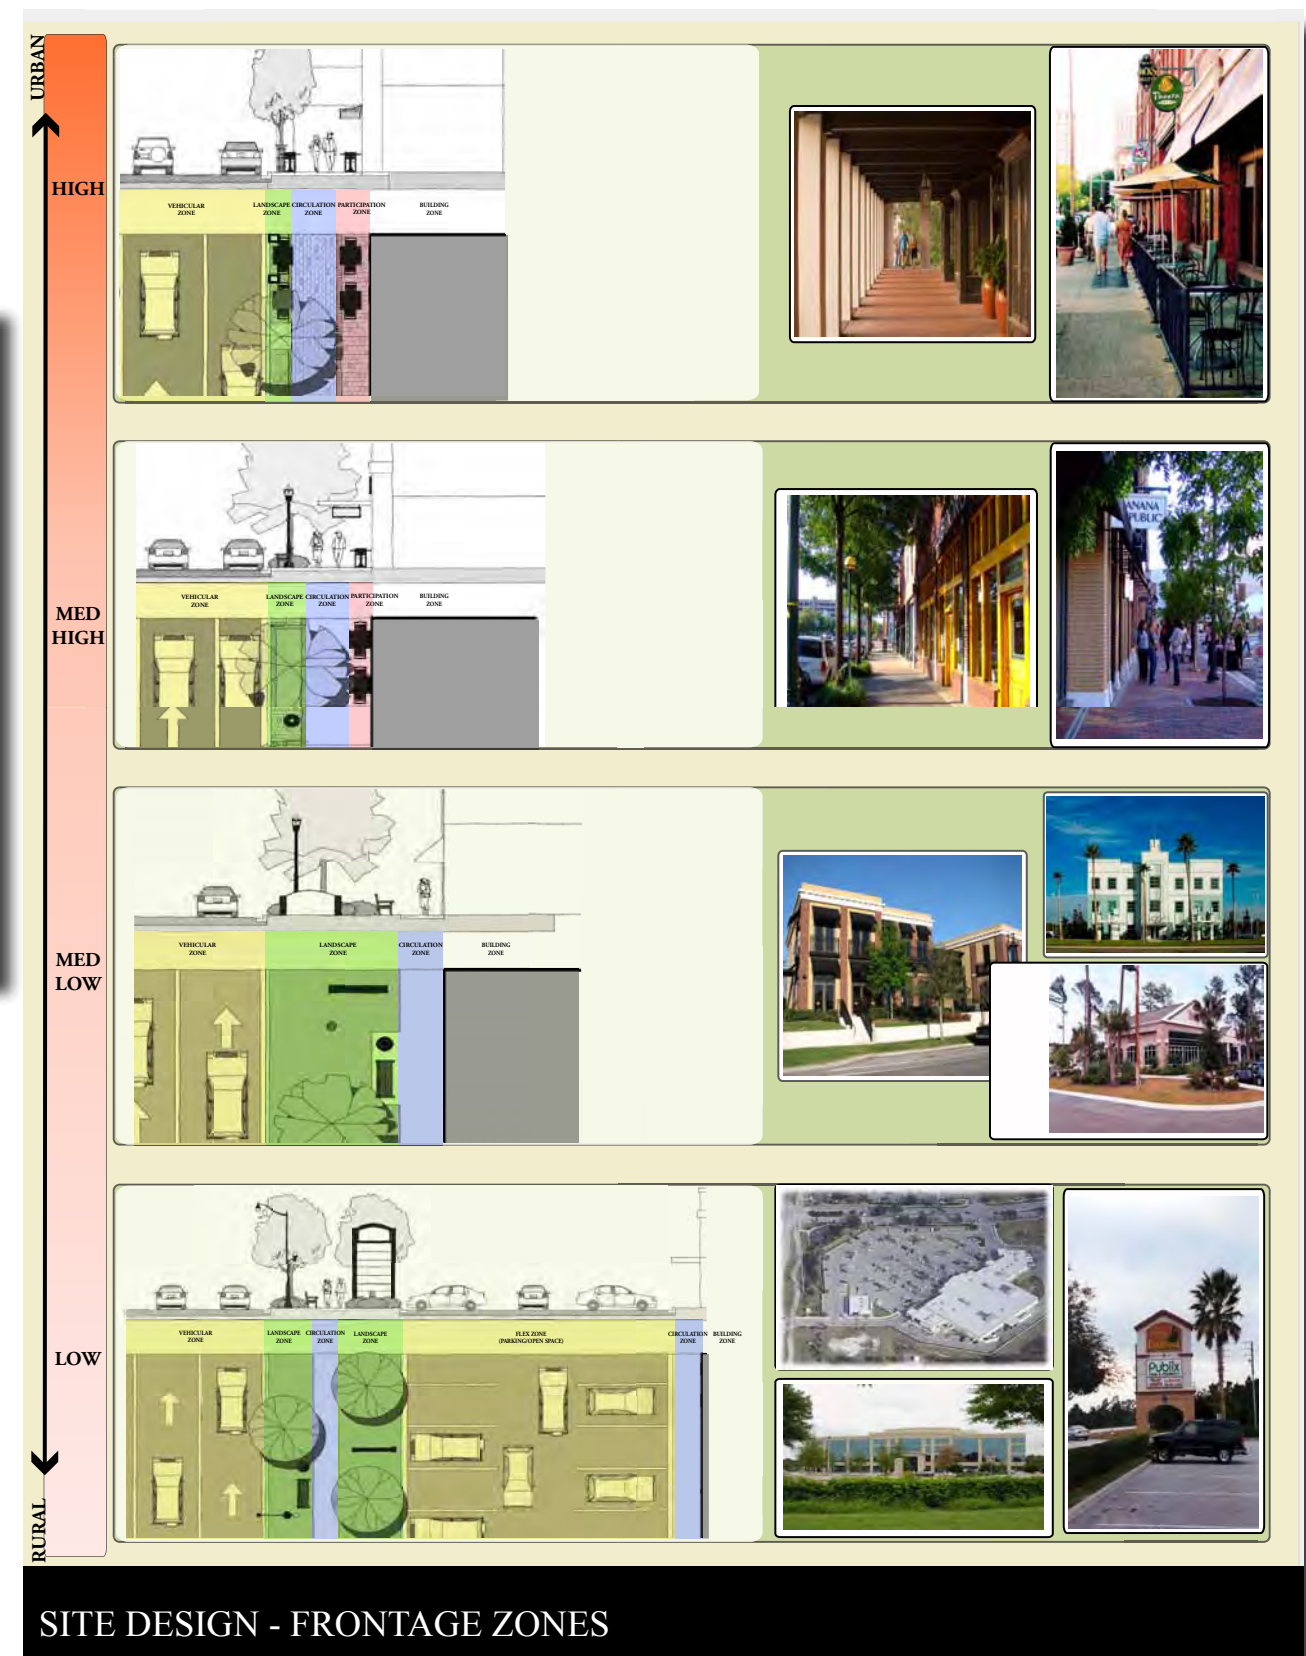 URBAN
HIGH
VEHICULAR
ZONE
LANDSCAPE
ZONE
CIRCULATION
ZONE
PARTICIPATION
ZONE
BUILDING
ZONE
Panera
MED
HIGH
VEHICULAR
ZONE
LANDSCAPE
ZONE
CIRCULATION
ZONE
PARTICIPATION
ZONE
BUILDING
ZONE
ANANA
PUBLIC
MED
LOW
VEHICULAR
ZONE
LANDSCAPE
ZONE
CIRCULATION
ZONE
BUILDING
ZONE
LOW
VEHICULAR
ZONE
LANDSCAPE
ZONE
CIRCULATION
ZONE
LANDSCAPE
ZONE
FLEX ZONE
(PARKING/OPEN SPACE)
CIRCULATION
ZONE
BUILDING
ZONE
Publix
RURAL
SITE DESIGN - FRONTAGE ZONES